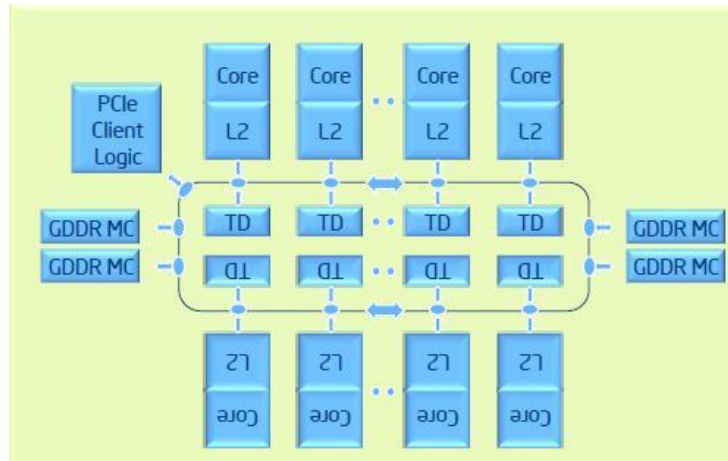 Core Core Core Core
PCIe
Client
Logic
L2 L2 L2 L2
TD TD TD TD
GDDR MC GDDR MC
TD TD TD TD
GDDR MC GDDR MC
L2 L2 L2 L2
Core Core Core Core